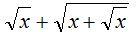 √x + √(x + √x)